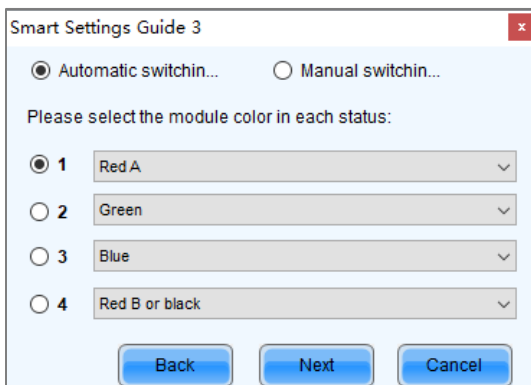 Smart Settings Guide 3
x
Automatic switchin... Manual switchin...
Please select the module color in each status:
1 Red A
2 Green
3 Blue
4 Red B or black
Back Next Cancel